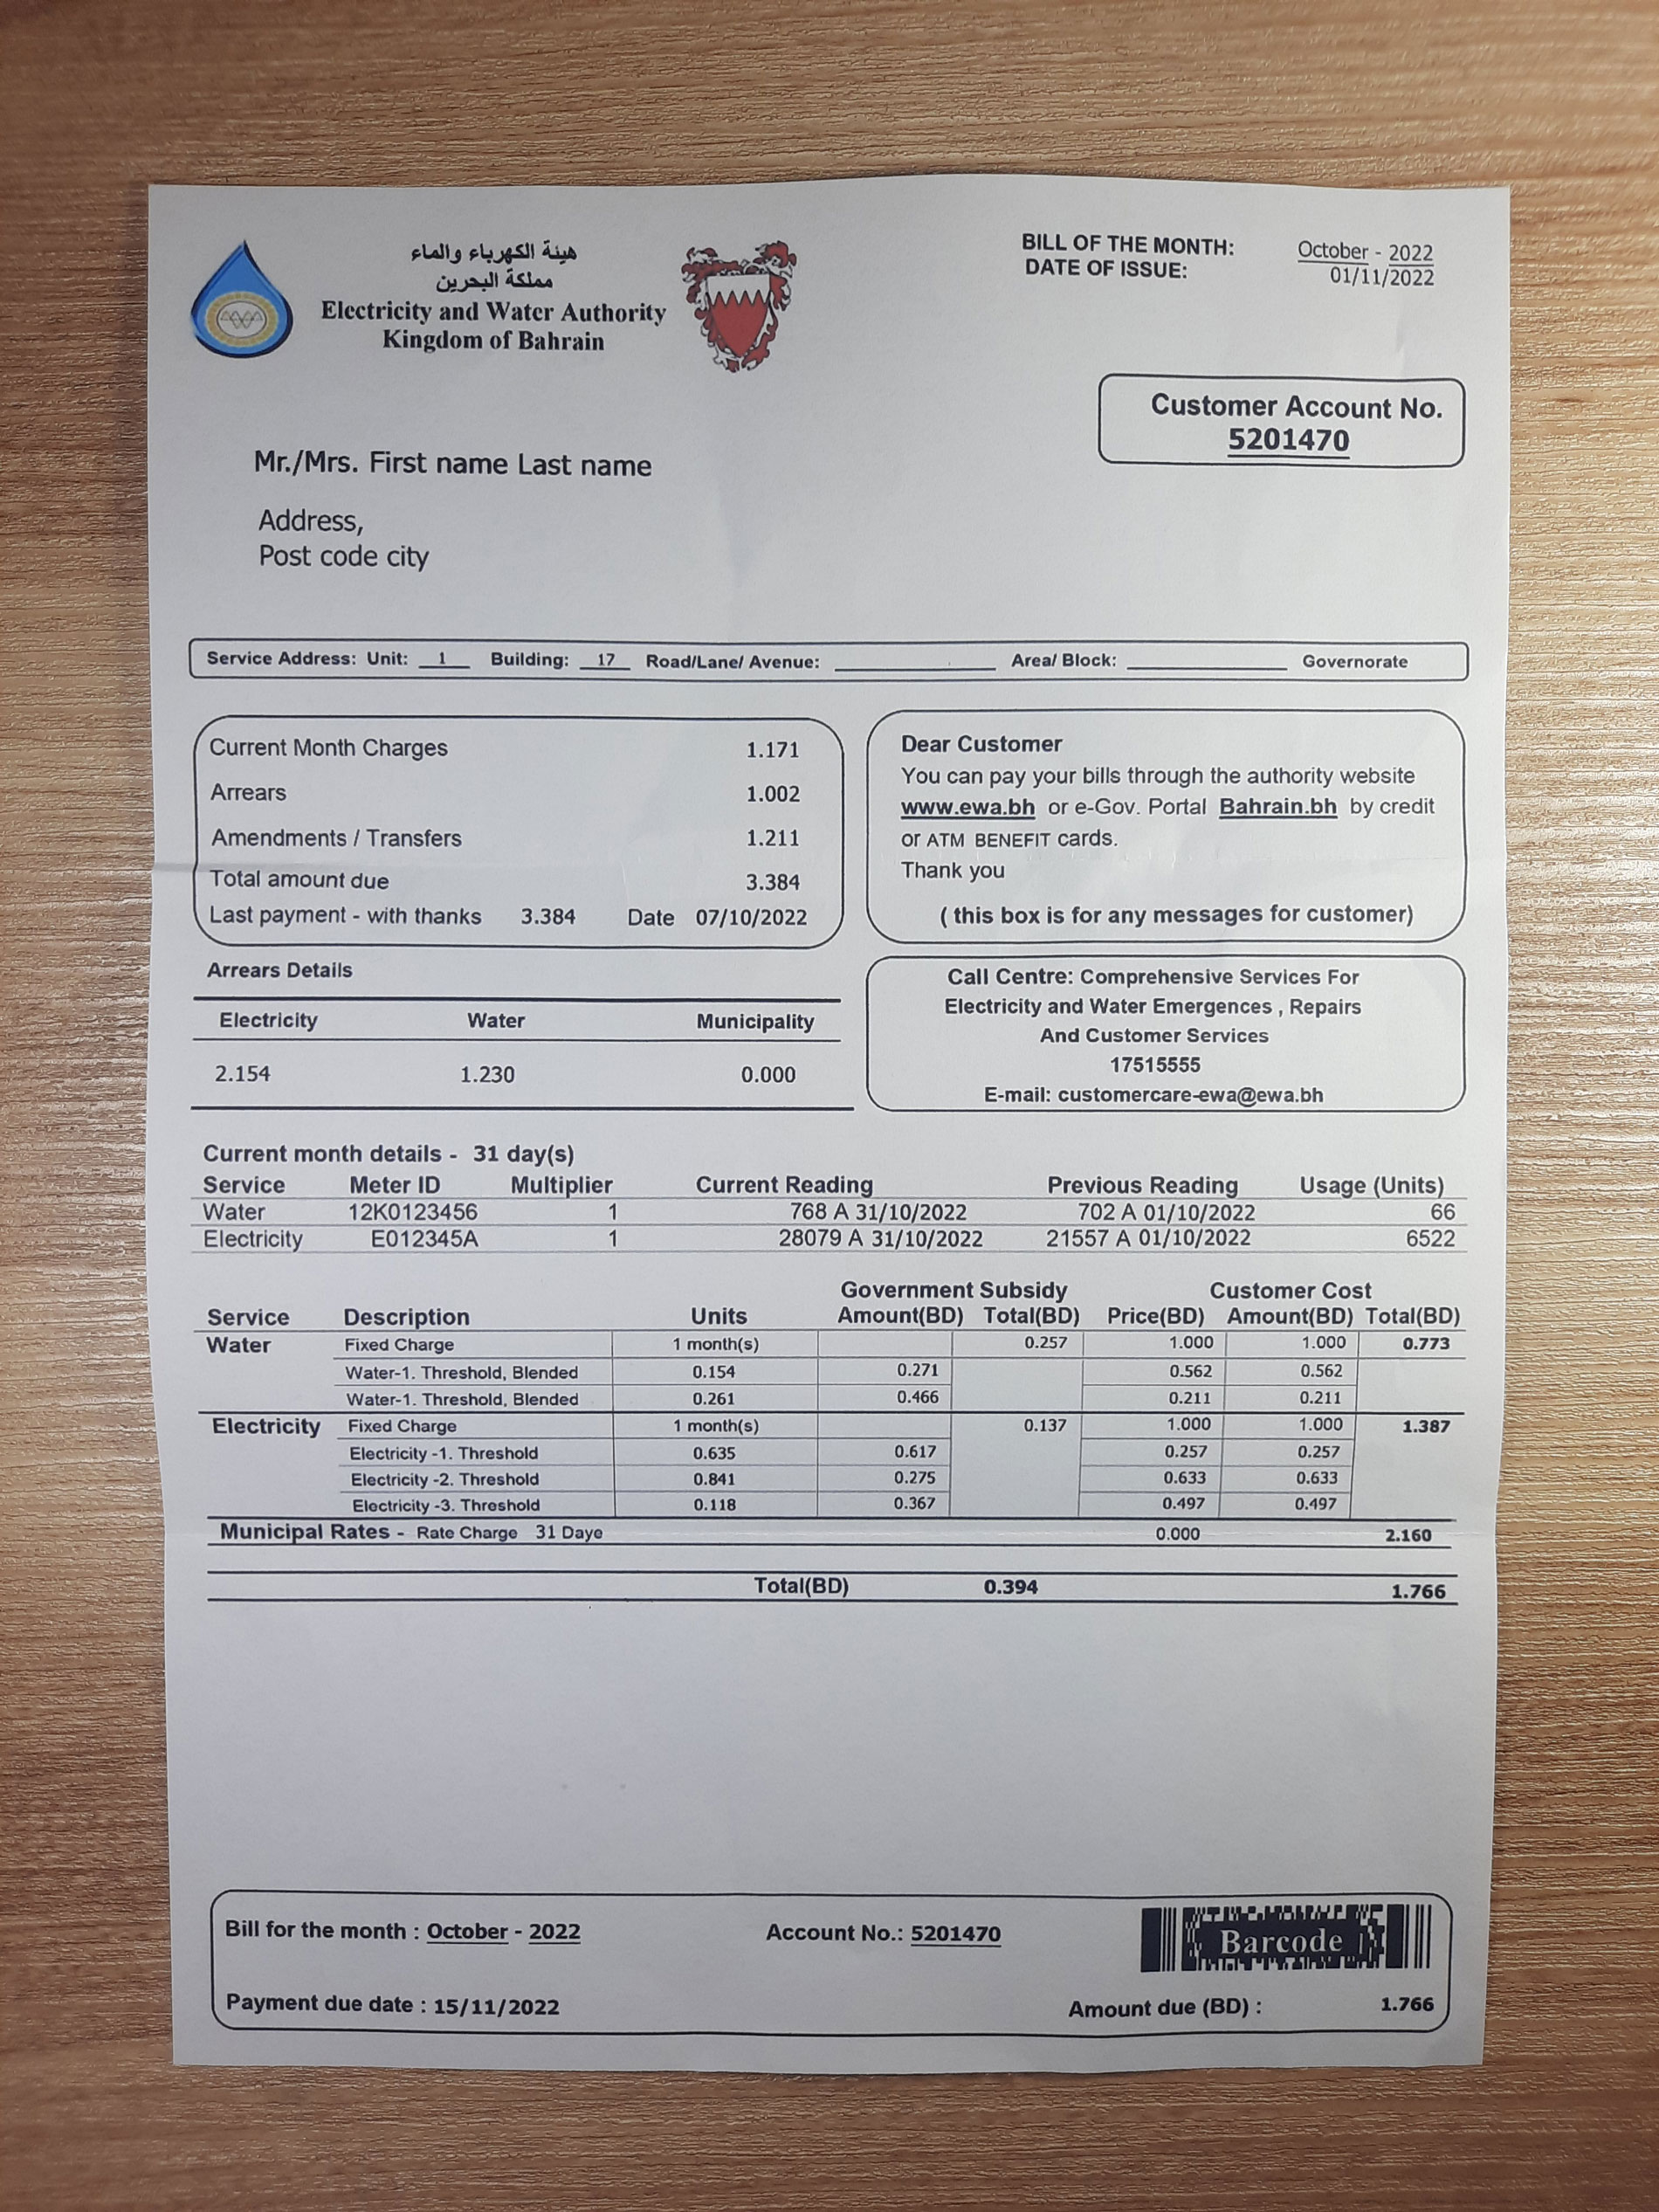 هيئة الكهرباء والماء
مملكة البحرين
Electricity and Water Authority
Kingdom of Bahrain
BILL OF THE MONTH: October - 2022
DATE OF ISSUE: 01/11/2022
Customer Account No.
5201470
Mr./Mrs. First name Last name
Address,
Post code city
Service Address: Unit: 1 Building: 17 Road/Lane/ Avenue: Area/ Block: Governorate
Current Month Charges 1.171
Arrears 1.002
Amendments / Transfers 1.211
Total amount due 3.384
Last payment - with thanks 3.384 Date 07/10/2022
Dear Customer
You can pay your bills through the authority website
www.ewa.bh or e-Gov. Portal Bahrain.bh by credit
or ATM BENEFIT cards.
Thank you
( this box is for any messages for customer)
Arrears Details
Electricity Water Municipality
2.154 1.230 0.000
Call Centre: Comprehensive Services For
Electricity and Water Emergences , Repairs
And Customer Services
17515555
E-mail: customercare-ewa@ewa.bh
Current month details - 31 day(s)
Service Meter ID Multiplier Current Reading Previous Reading Usage (Units)
Water 12K0123456 1 768 A 31/10/2022 702 A 01/10/2022 66
Electricity E012345A 1 28079 A 31/10/2022 21557 A 01/10/2022 6522
Government Subsidy Customer Cost
Service Description Units Amount(BD) Total(BD) Price(BD) Amount(BD) Total(BD)
Water Fixed Charge 1 month(s) 0.257 1.000 1.000 0.773
Water-1. Threshold, Blended 0.154 0.271 0.562 0.562
Water-1. Threshold, Blended 0.261 0.466 0.211 0.211
Electricity Fixed Charge 1 month(s) 0.137 1.000 1.000 1.387
Electricity -1. Threshold 0.635 0.617 0.257 0.257
Electricity -2. Threshold 0.841 0.275 0.633 0.633
Electricity -3. Threshold 0.118 0.367 0.497 0.497
Municipal Rates - Rate Charge 31 Daye 0.000 2.160
Total(BD) 0.394 1.766
Bill for the month : October - 2022 Account No.: 5201470 Barcode
Payment due date : 15/11/2022 Amount due (BD) : 1.766